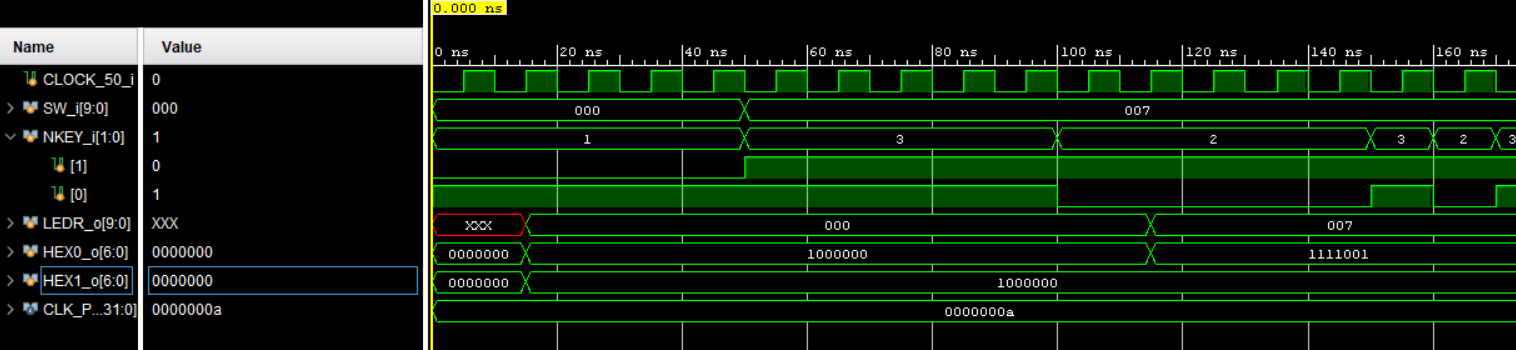 0.000 ns
Name Value
0 ns 20 ns 40 ns 60 ns 80 ns 100 ns 120 ns 140 ns 160 ns
CLOCK_50_i 0
SW_i[9:0] 000 000 007
NKEY_i[1:0] 1 1 3 2 3 2 3
[1] 0
[0] 1
LEDR_o[9:0] XXX XXX 000 007
HEX0_o[6:0] 0000000 0000000 1000000 1111001
HEX1_o[6:0] 0000000 0000000 1000000
CLK_P...31:0] 0000000a 0000000a